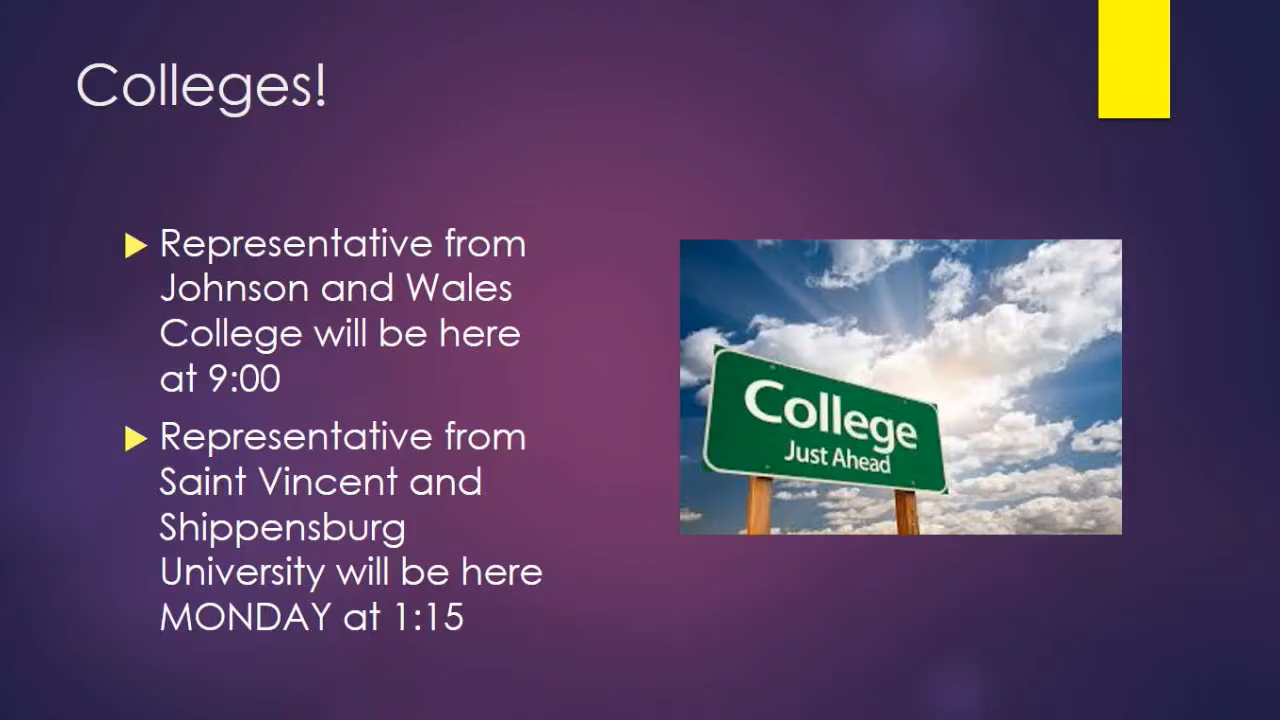 Colleges!
Representative from
Johnson and Wales
College will be here
at 9:00
Representative from
Saint Vincent and
Shippensburg
University will be here
MONDAY at 1:15
College
Just Ahead